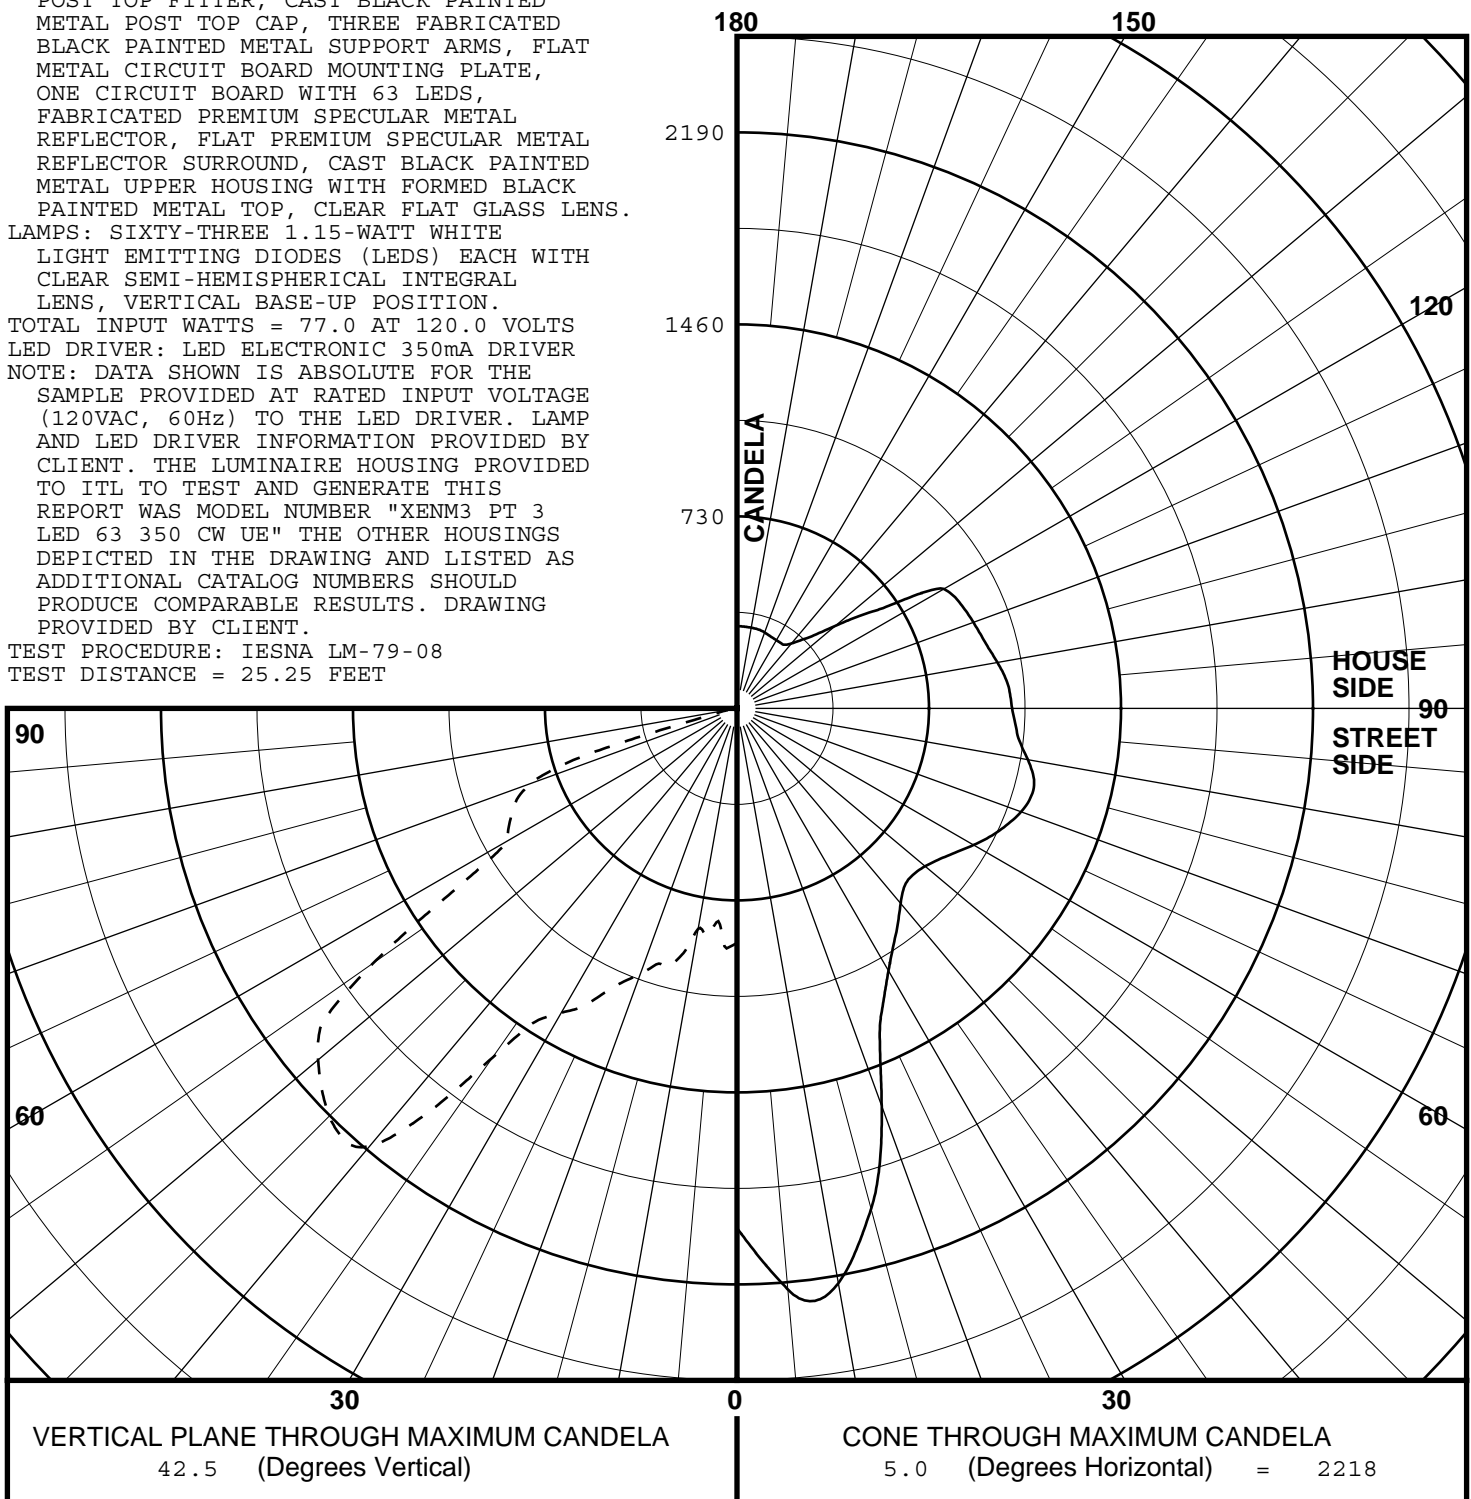 POST TOP FITTER, CAST BLACK PAINTED
METAL POST TOP CAP, THREE FABRICATED
BLACK PAINTED METAL SUPPORT ARMS, FLAT
METAL CIRCUIT BOARD MOUNTING PLATE,
ONE CIRCUIT BOARD WITH 63 LEDS,
FABRICATED PREMIUM SPECULAR METAL
REFLECTOR, FLAT PREMIUM SPECULAR METAL
REFLECTOR SURROUND, CAST BLACK PAINTED
METAL UPPER HOUSING WITH FORMED BLACK
PAINTED METAL TOP, CLEAR FLAT GLASS LENS.
LAMPS: SIXTY-THREE 1.15-WATT WHITE
LIGHT EMITTING DIODES (LEDS) EACH WITH
CLEAR SEMI-HEMISPHERICAL INTEGRAL
LENS, VERTICAL BASE-UP POSITION.
TOTAL INPUT WATTS = 77.0 AT 120.0 VOLTS
LED DRIVER: LED ELECTRONIC 350mA DRIVER
NOTE: DATA SHOWN IS ABSOLUTE FOR THE
SAMPLE PROVIDED AT RATED INPUT VOLTAGE
(120VAC, 60Hz) TO THE LED DRIVER. LAMP
AND LED DRIVER INFORMATION PROVIDED BY
CLIENT. THE LUMINAIRE HOUSING PROVIDED
TO ITL TO TEST AND GENERATE THIS
REPORT WAS MODEL NUMBER "XENM3 PT 3
LED 63 350 CW UE" THE OTHER HOUSINGS
DEPICTED IN THE DRAWING AND LISTED AS
ADDITIONAL CATALOG NUMBERS SHOULD
PRODUCE COMPARABLE RESULTS. DRAWING
PROVIDED BY CLIENT.
TEST PROCEDURE: IESNA LM-79-08
TEST DISTANCE = 25.25 FEET
180
150
2190
120
1460
CANDELA
730
HOUSE
SIDE
90
STREET
SIDE
90
60
60
30
0
30
VERTICAL PLANE THROUGH MAXIMUM CANDELA
42.5 (Degrees Vertical)
CONE THROUGH MAXIMUM CANDELA
5.0 (Degrees Horizontal) = 2218